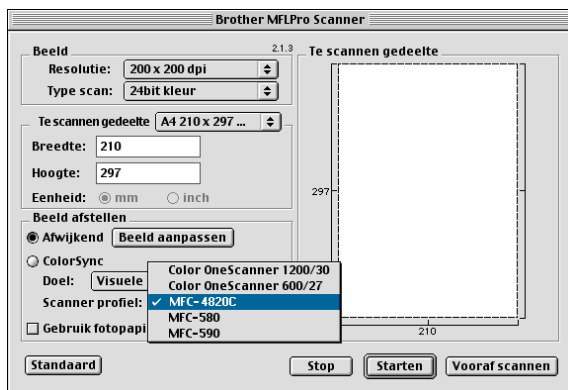 Brother MFLPro Scanner
Beeld
2.1.3
Resolutie: 200 x 200 dpi
Type scan: 24bit kleur
Te scannen gedeelte A4 210 x 297 ...
Breedte: 210
Hoogte: 297
Eenheid: mm inch
Beeld afstellen
Afwijkend Beeld aanpassen
ColorSync
Doel: Visuele
Scanner profiel:
Color OneScanner 1200/30
Color OneScanner 600/27
MFC-4820C
MFC-580
MFC-590
Gebruik fotopapi
Te scannen gedeelte
297
210
Standaard
Stop
Starten
Vooraf scannen